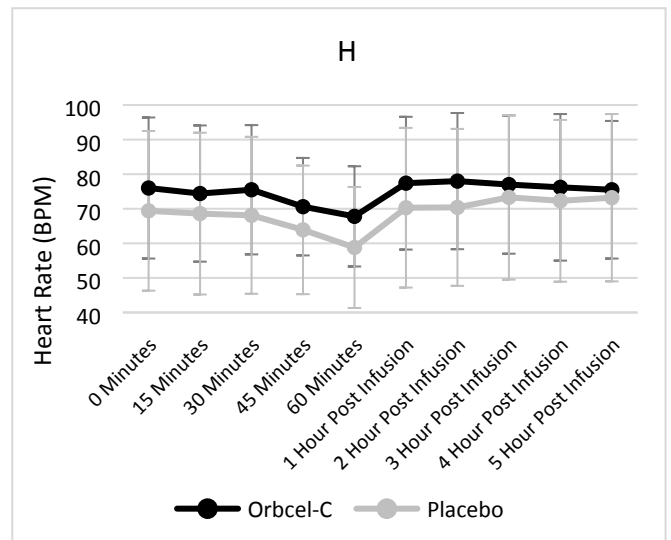 H
Heart Rate (BPM)
100
90
80
70
60
50
40
0 Minutes
15 Minutes
30 Minutes
45 Minutes
60 Minutes
1 Hour Post Infusion
2 Hour Post Infusion
3 Hour Post Infusion
4 Hour Post Infusion
5 Hour Post Infusion
Orbcel-C
Placebo